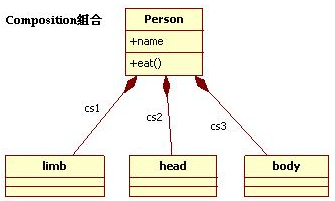 Composition组合
Person
+name
+eat()
cs1
cs2
cs3
limb
head
body